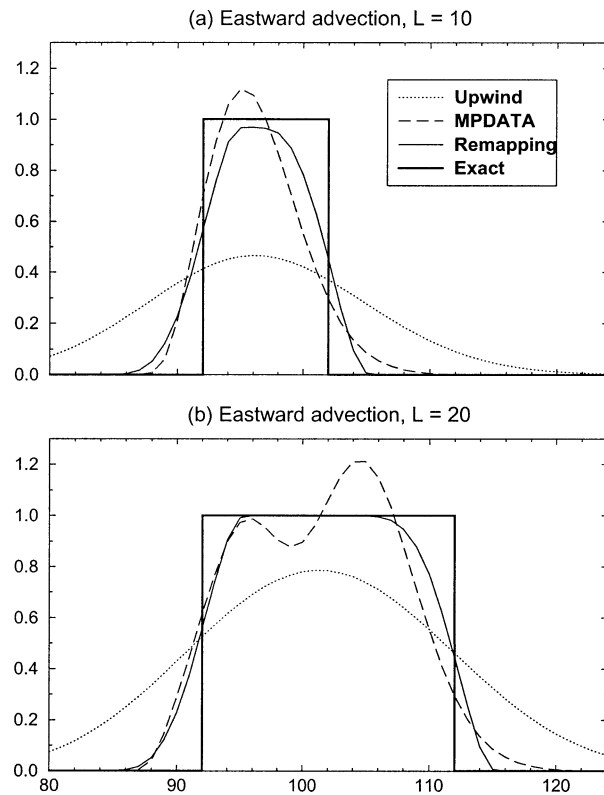 (a) Eastward advection, L = 10
1.2
1.0
0.8
0.6
0.4
0.2
0.0
Upwind
MPDATA
Remapping
Exact
(b) Eastward advection, L = 20
1.2
1.0
0.8
0.6
0.4
0.2
0.0
80 90 100 110 120